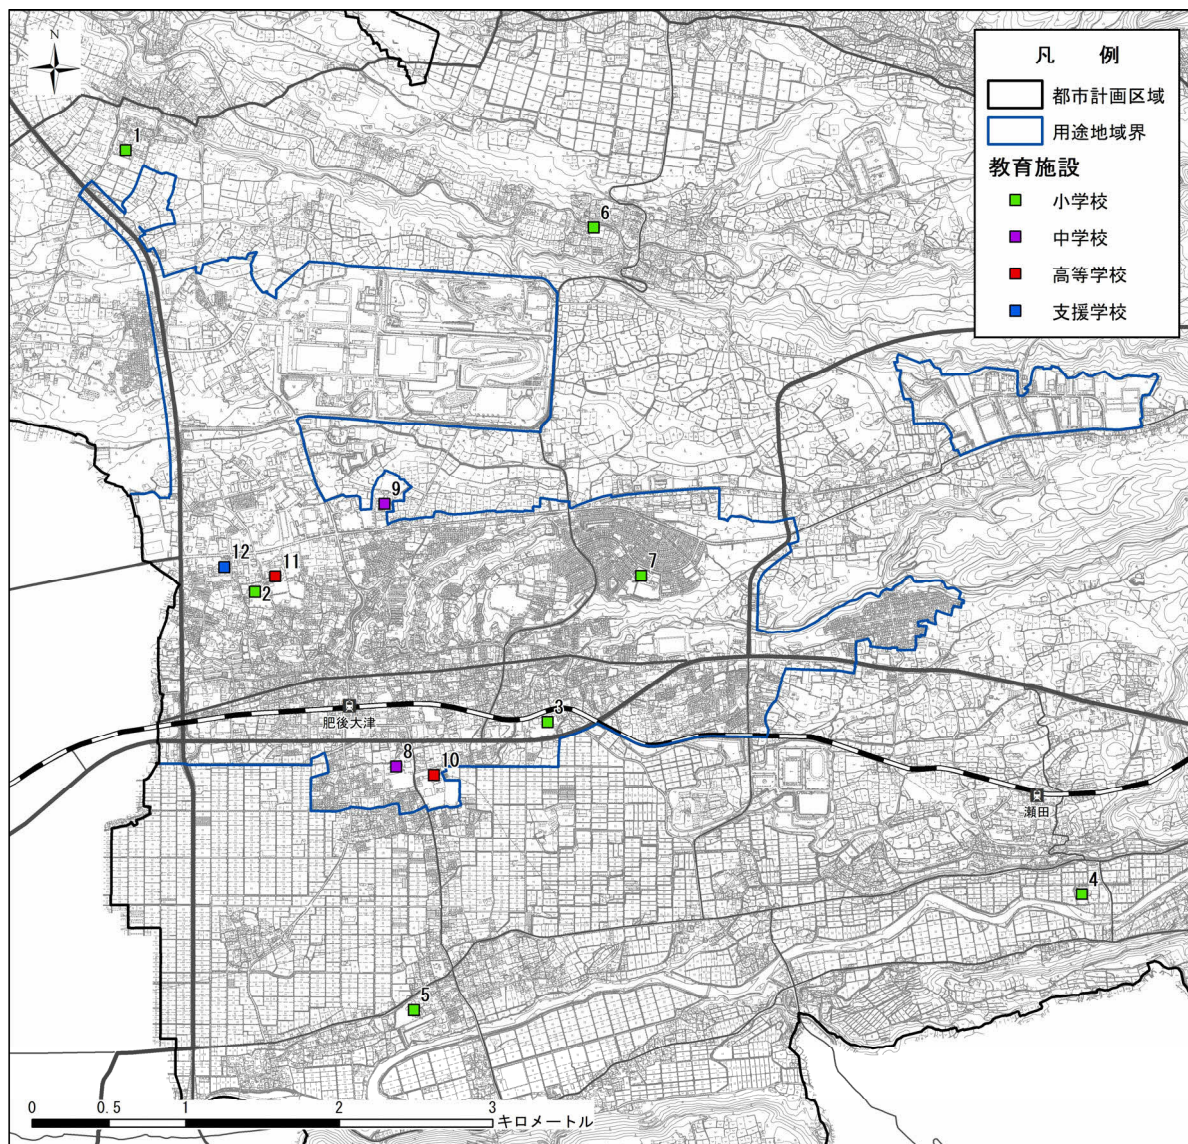 N
凡 例
都市計画区域
用途地域界
教育施設
小学校
中学校
高等学校
支援学校
1
6
9
12
11
2
7
3
肥後大津
8
10
瀬田
4
5
0 0.5 1 2 3 キロメートル